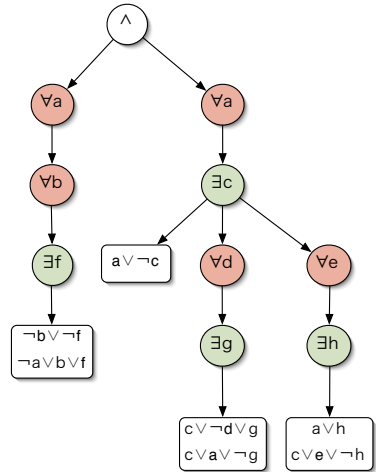 ∧
∀a
∀a
∀b
∃c
∃f
a∨¬c
∀d
∀e
¬b∨¬f
¬a∨b∨f
∃g
∃h
c∨¬d∨g
c∨a∨¬g
a∨h
c∨e∨¬h